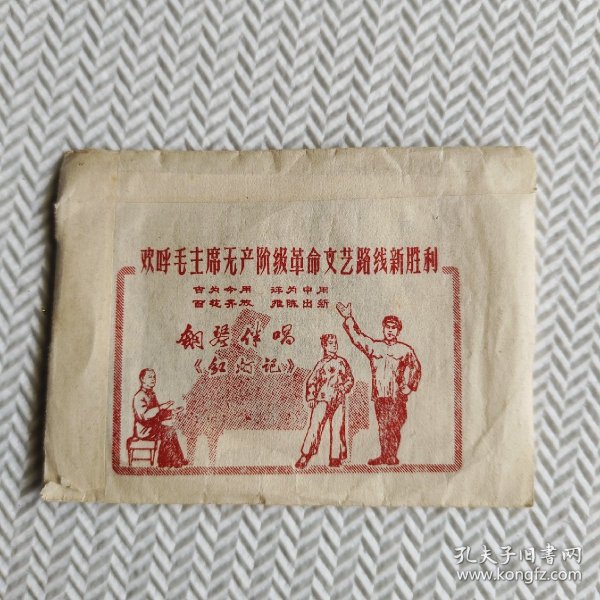 欢呼毛主席无产阶级革命文艺路线新胜利
古为今用　洋为中用
百花齐放　推陈出新
钢琴伴唱
《红灯记》
孔夫子旧书网
www.kongfz.com